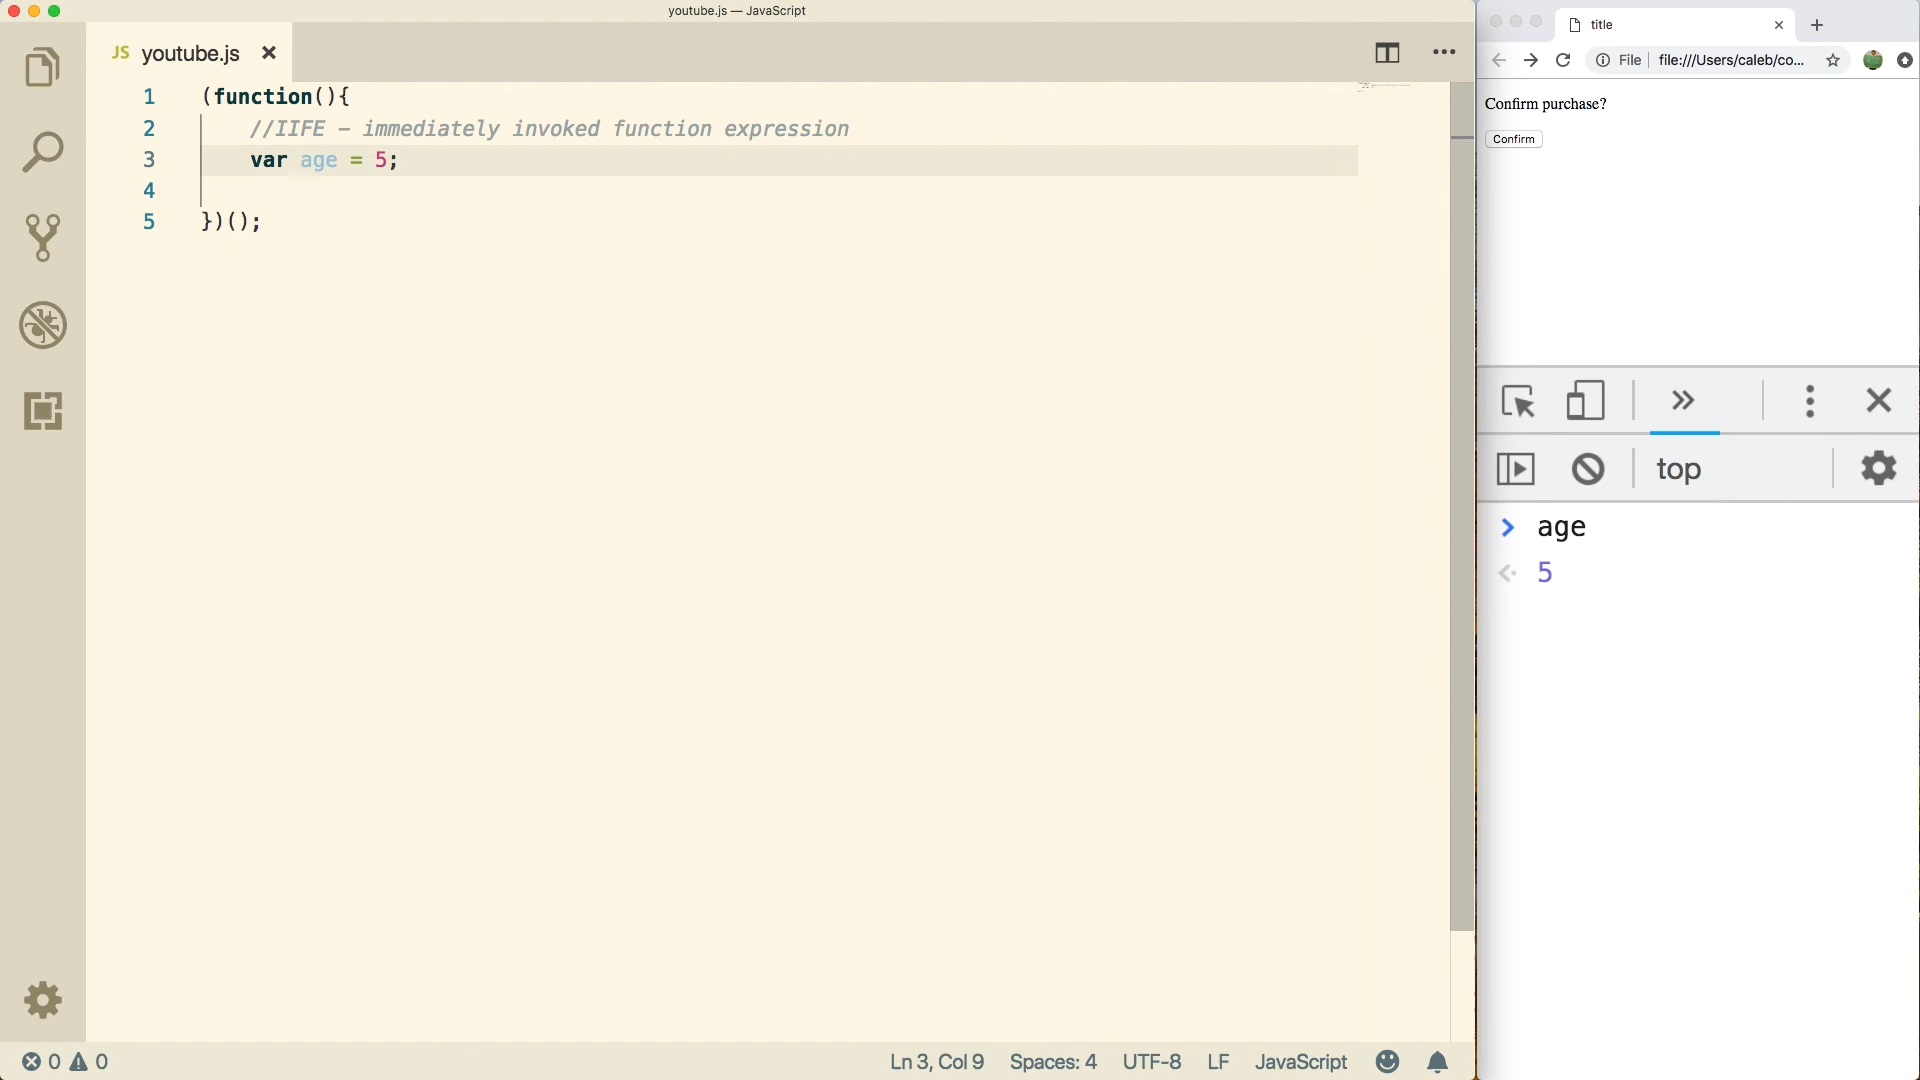 youtube.js — JavaScript
JS youtube.js
1 (function(){
2 //IIFE – immediately invoked function expression
3 var age = 5;
4
5 })();
0 0
Ln 3, Col 9 Spaces: 4 UTF-8 LF JavaScript
title
File file:///Users/caleb/co...
Confirm purchase?
Confirm
top
age
5